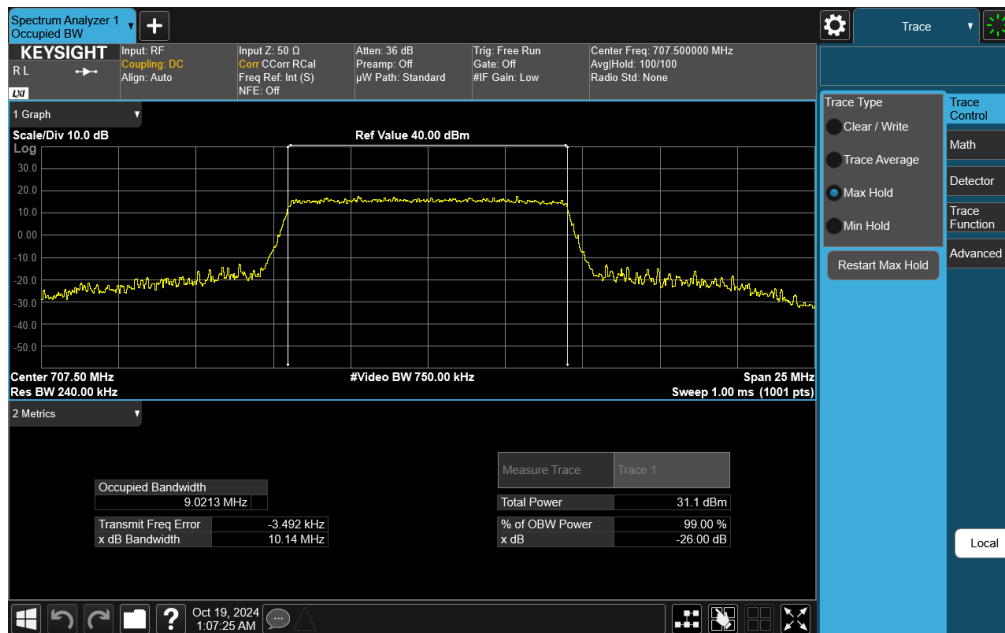 Spectrum Analyzer 1
Occupied BW
Trace
KEYSIGHT
R L
LXI
Input: RF
Coupling: DC
Align: Auto
Input Z: 50 Ω
Corr CCorr RCal
Freq Ref: Int (S)
NFE: Off
Atten: 36 dB
Preamp: Off
µW Path: Standard
Trig: Free Run
Gate: Off
#IF Gain: Low
Center Freq: 707.500000 MHz
Avg|Hold: 100/100
Radio Std: None
1 Graph
Scale/Div 10.0 dB
Ref Value 40.00 dBm
Log
30.0
20.0
10.0
0.00
-10.0
-20.0
-30.0
-40.0
-50.0
Center 707.50 MHz
#Video BW 750.00 kHz
Span 25 MHz
Res BW 240.00 kHz
Sweep 1.00 ms (1001 pts)
2 Metrics
Measure Trace
Trace 1
Occupied Bandwidth
9.0213 MHz
Total Power
31.1 dBm
Transmit Freq Error
-3.492 kHz
% of OBW Power
99.00 %
x dB Bandwidth
10.14 MHz
x dB
-26.00 dB
Trace Type
Clear / Write
Trace Average
Max Hold
Min Hold
Restart Max Hold
Trace
Control
Math
Detector
Trace
Function
Advanced
Local
?
Oct 19, 2024
1:07:25 AM